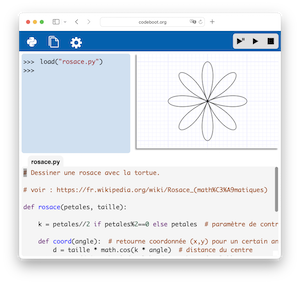 codeboot.org
>>> load("rosace.py")
>>>
rosace.py
# Dessiner une rosace avec la tortue.
# voir : https://fr.wikipedia.org/wiki/Rosace_(math%C3%A9matiques)
def rosace(petales, taille):
k = petales//2 if petales%2==0 else petales # paramètre de contr
def coord(angle): # retourne coordonnée (x,y) pour un certain an
d = taille * math.cos(k * angle) # distance du centre